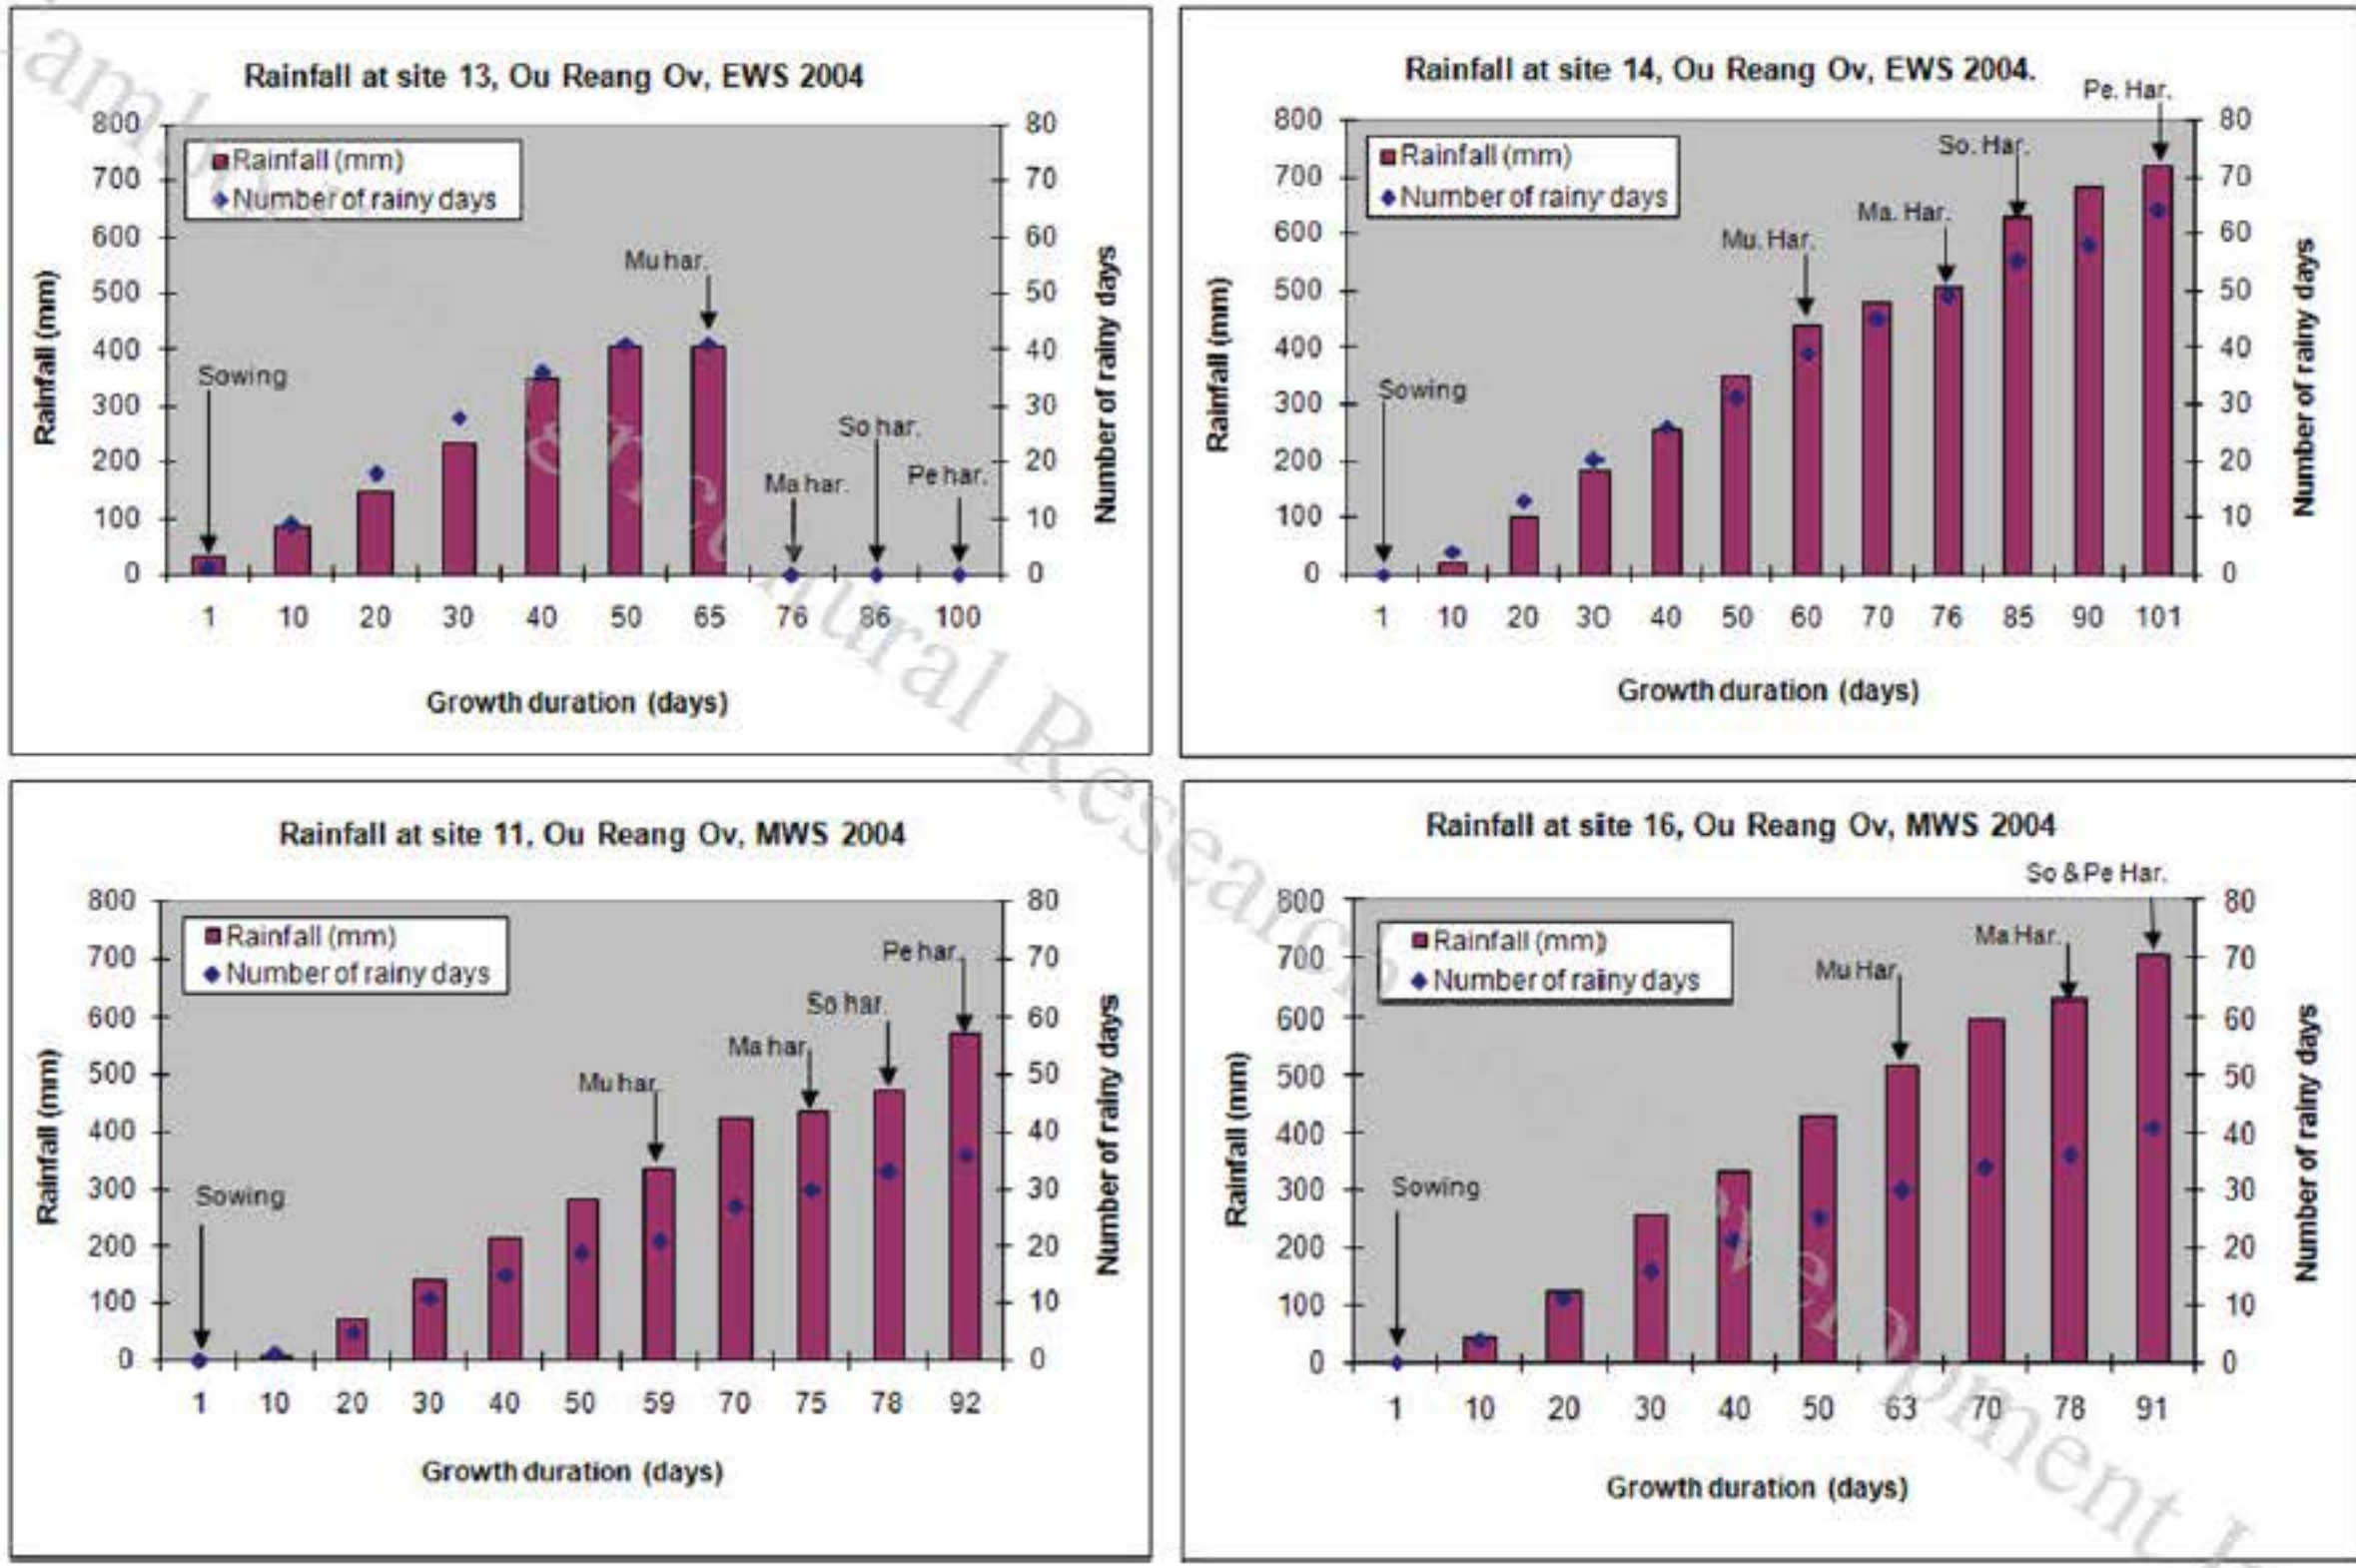 Rainfall at site 13, Ou Reang Ov, EWS 2004
Rainfall (mm)
Number of rainy days
Rainfall (mm)
800
700
600
500
400
300
200
100
0
80
70
60
50
40
30
20
10
0
Number of rainy days
Sowing
Mu har.
Ma har.
So har.
Pe har.
1 10 20 30 40 50 65 76 86 100
Growth duration (days)
Rainfall at site 14, Ou Reang Ov, EWS 2004.
Rainfall (mm)
Number of rainy days
Rainfall (mm)
800
700
600
500
400
300
200
100
0
80
70
60
50
40
30
20
10
0
Number of rainy days
Sowing
Mu. Har.
Ma. Har.
So. Har.
Pe. Har.
1 10 20 30 40 50 60 70 76 85 90 101
Growth duration (days)
Rainfall at site 11, Ou Reang Ov, MWS 2004
Rainfall (mm)
Number of rainy days
Rainfall (mm)
800
700
600
500
400
300
200
100
0
80
70
60
50
40
30
20
10
0
Number of rainy days
Sowing
Mu har.
Ma har.
So har.
Pe har.
1 10 20 30 40 50 59 70 75 78 92
Growth duration (days)
Rainfall at site 16, Ou Reang Ov, MWS 2004
Rainfall (mm)
Number of rainy days
Rainfall (mm)
800
700
600
500
400
300
200
100
0
80
70
60
50
40
30
20
10
0
Number of rainy days
Sowing
Mu Har.
Ma Har.
So & Pe Har.
1 10 20 30 40 50 63 70 78 91
Growth duration (days)
Research